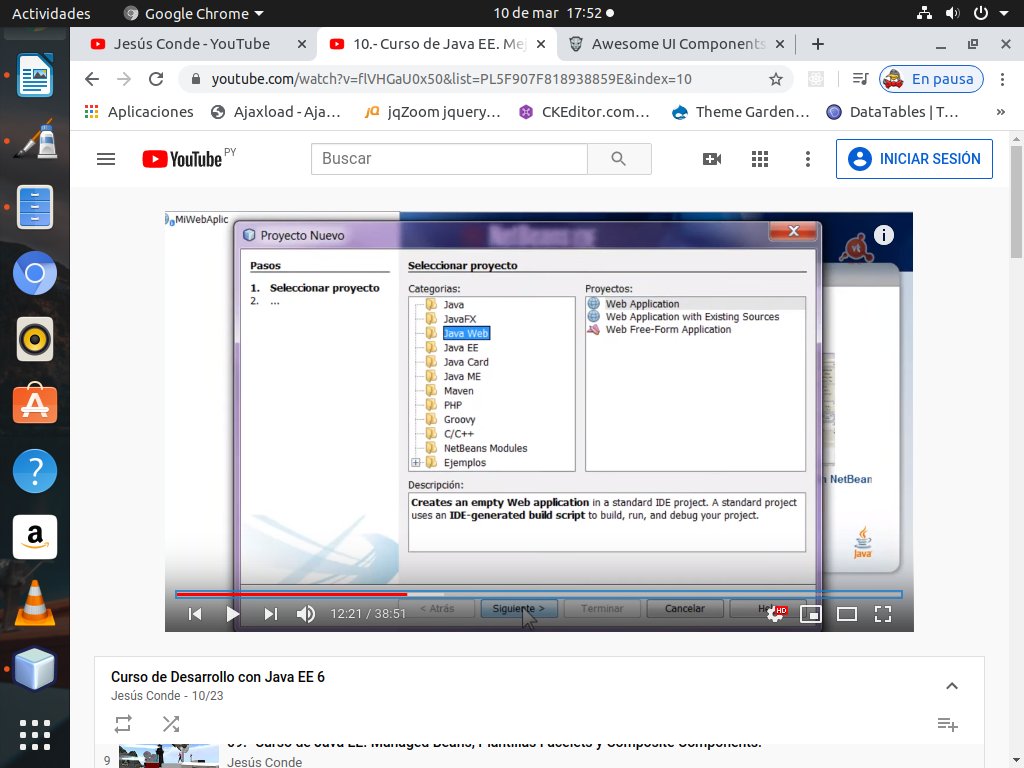 Actividades
Google Chrome
10 de mar 17:52
Jesús Conde - YouTube
10.- Curso de Java EE. Mej
Awesome UI Components
youtube.com/watch?v=flVHGaU0x50&list=PL5F907F818938859E&index=10
En pausa
Aplicaciones
Ajaxload - Aja...
jqZoom jquery...
CKEditor.com...
Theme Garden...
DataTables | T...
»
YouTube PY
Buscar
INICIAR SESIÓN
MiWebAplic
Proyecto Nuevo
Pasos
1. Seleccionar proyecto
2. ...
Seleccionar proyecto
Categorías:
Java
JavaFX
Java Web
Java EE
Java Card
Java ME
Maven
PHP
Groovy
C/C++
NetBeans Modules
Ejemplos
Proyectos:
Web Application
Web Application with Existing Sources
Web Free-Form Application
Descripción:
Creates an empty Web application in a standard IDE project. A standard project
uses an IDE-generated build script to build, run, and debug your project.
vt
n NetBean
Java
< Atrás
Siguiente >
Terminar
Cancelar
12:21 / 38:51
HD
Curso de Desarrollo con Java EE 6
Jesús Conde - 10/23
9
09.- Curso de Java EE. Managed Beans, Plantillas Facelets y Composite Components.
Jesús Conde